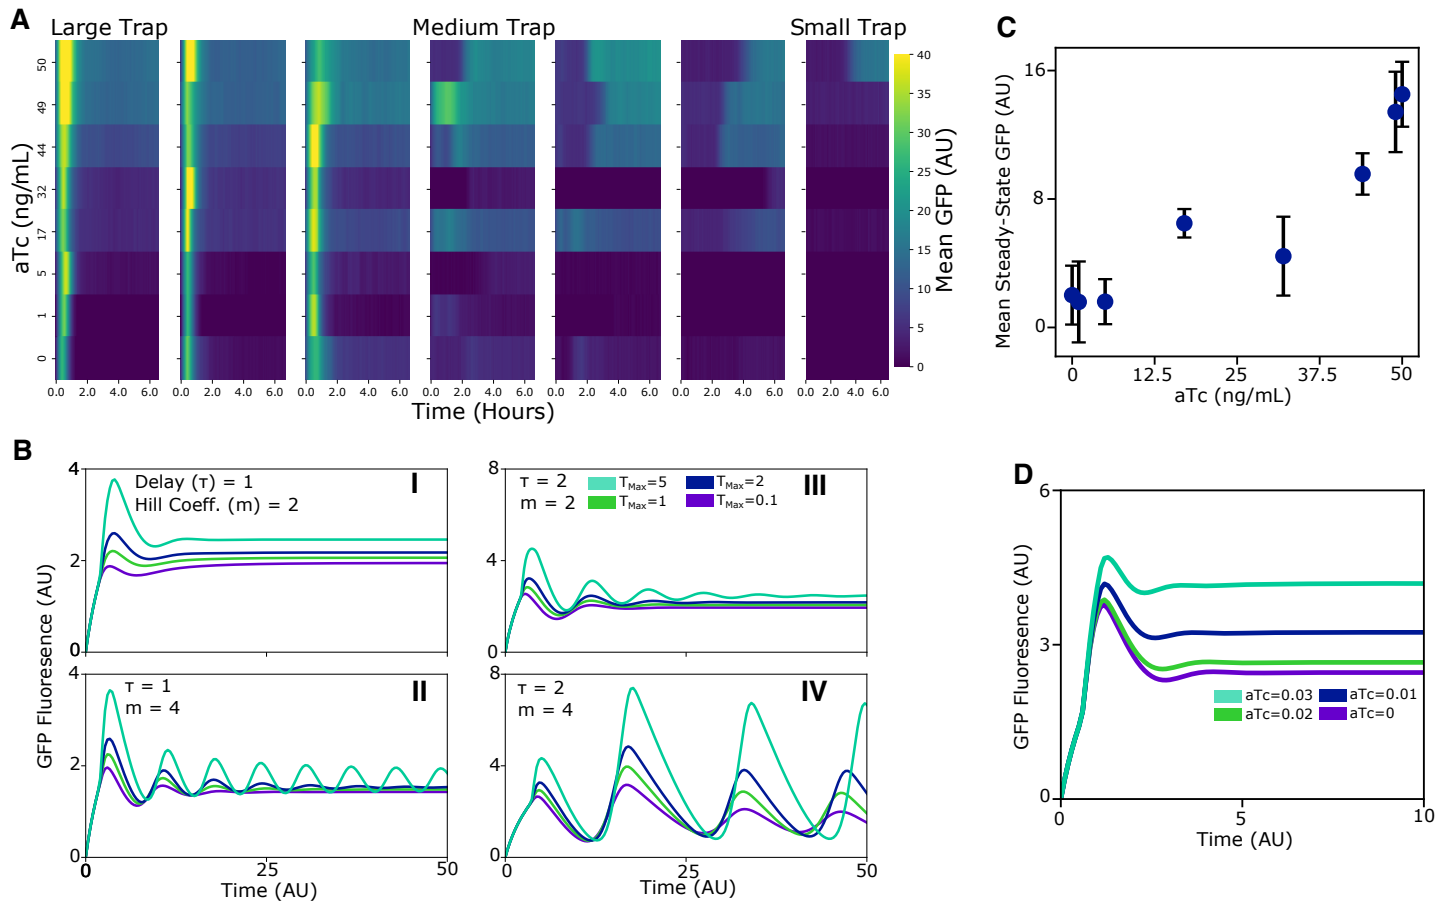 A
Large Trap
Medium Trap
Small Trap
aTc (ng/mL)
50
49
44
32
17
5
1
0
40
35
30
25
20
15
10
5
0
Mean GFP (AU)
0.0 2.0 4.0 6.0
0.0 2.0 4.0 6.0
0.0 2.0 4.0 6.0
0.0 2.0 4.0 6.0
0.0 2.0 4.0 6.0
0.0 2.0 4.0 6.0
0.0 2.0 4.0 6.0
Time (Hours)
C
Mean Steady-State GFP (AU)
16
8
0
0 12.5 25 37.5 50
aTc (ng/mL)
B
GFP Fluoresence (AU)
4
2
0
Delay (τ) = 1
Hill Coeff. (m) = 2
I
4
2
0
τ = 1
m = 4
II
0 25 50
Time (AU)
8
4
0
τ = 2
m = 2
TMax=5 TMax=2
TMax=1 TMax=0.1
III
8
4
0
τ = 2
m = 4
IV
0 25 50
Time (AU)
D
GFP Fluoresence (AU)
6
3
0
aTc=0.03 aTc=0.01
aTc=0.02 aTc=0
0 5 10
Time (AU)